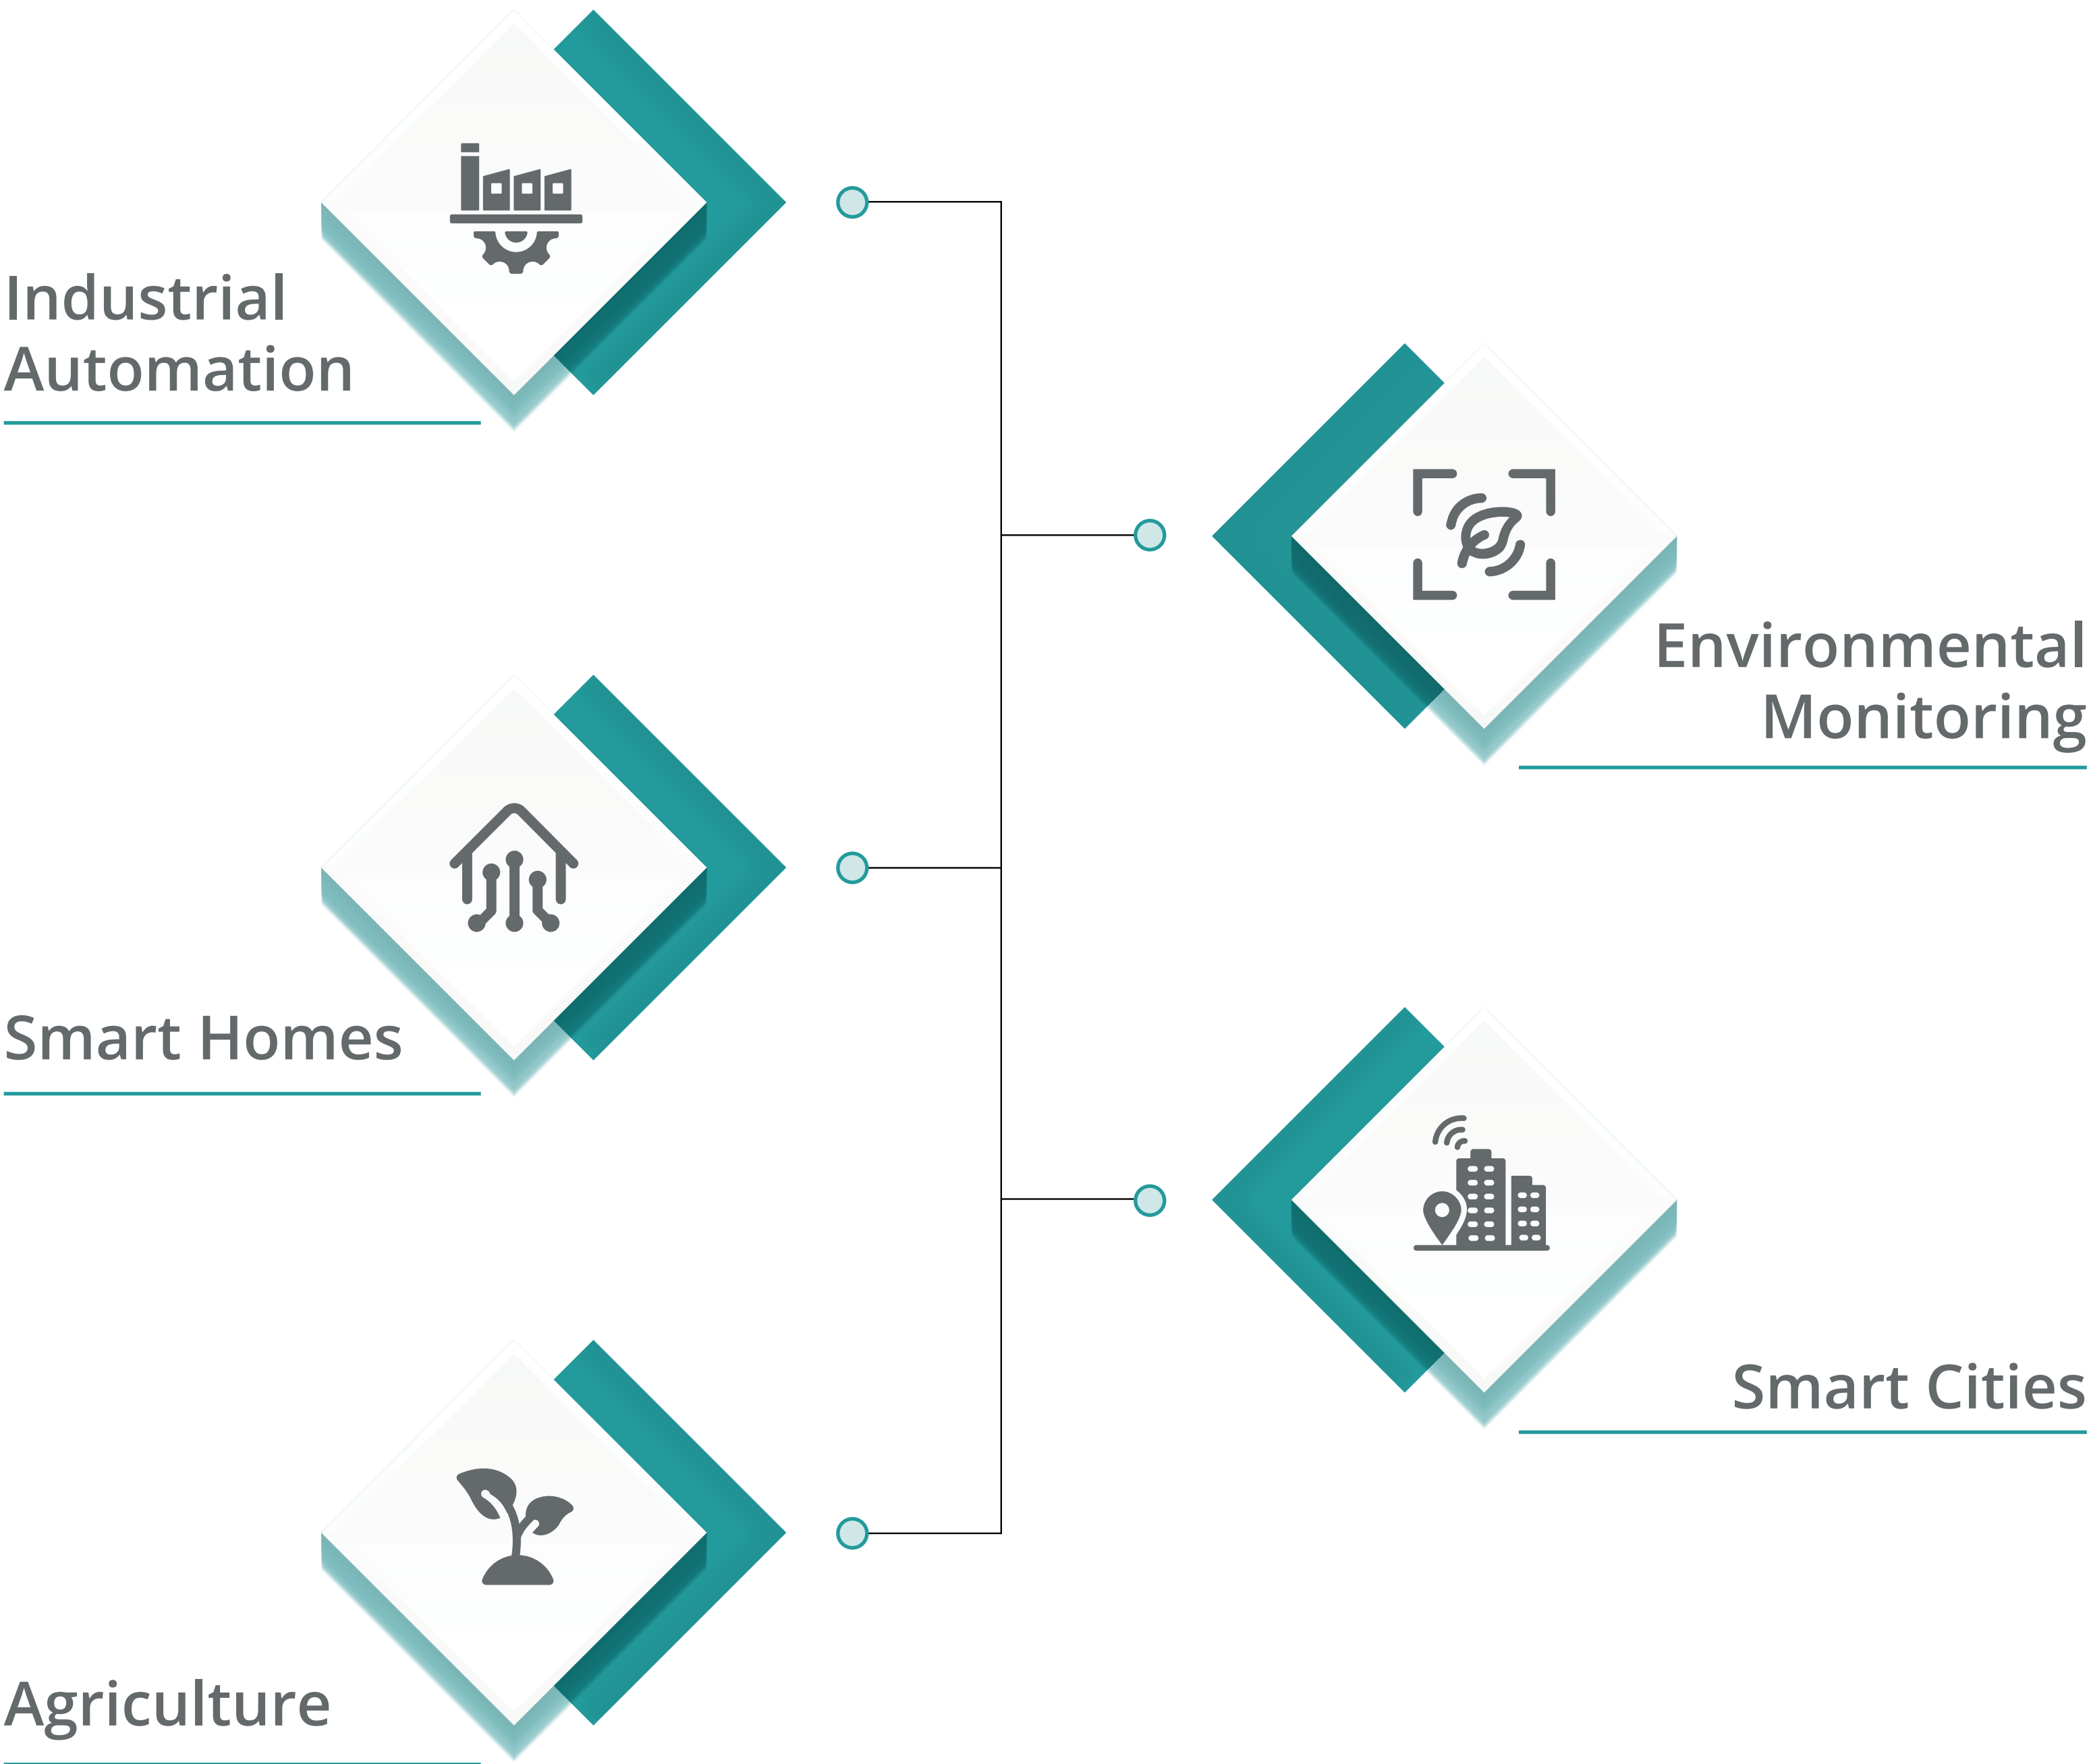 Industrial
Automation
Environmental
Monitoring
Smart Homes
Smart Cities
Agriculture